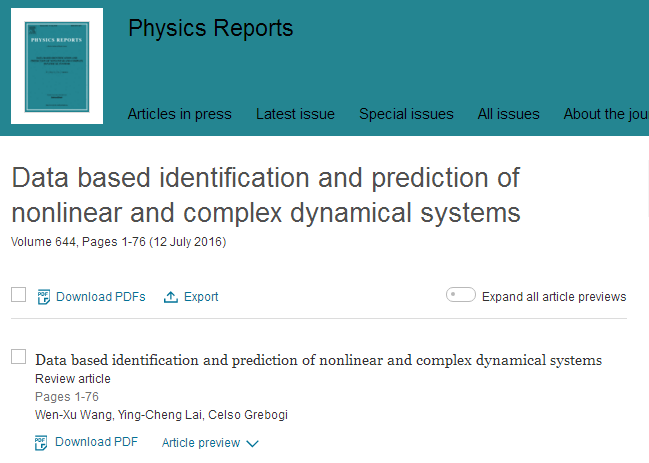 PHYSICS REPORTS
Physics Reports
Articles in press Latest issue Special issues All issues About the jou
Data based identification and prediction of
nonlinear and complex dynamical systems
Volume 644, Pages 1-76 (12 July 2016)
PDF Download PDFs Export Expand all article previews
Data based identification and prediction of nonlinear and complex dynamical systems
Review article
Pages 1-76
Wen-Xu Wang, Ying-Cheng Lai, Celso Grebogi
PDF Download PDF Article preview